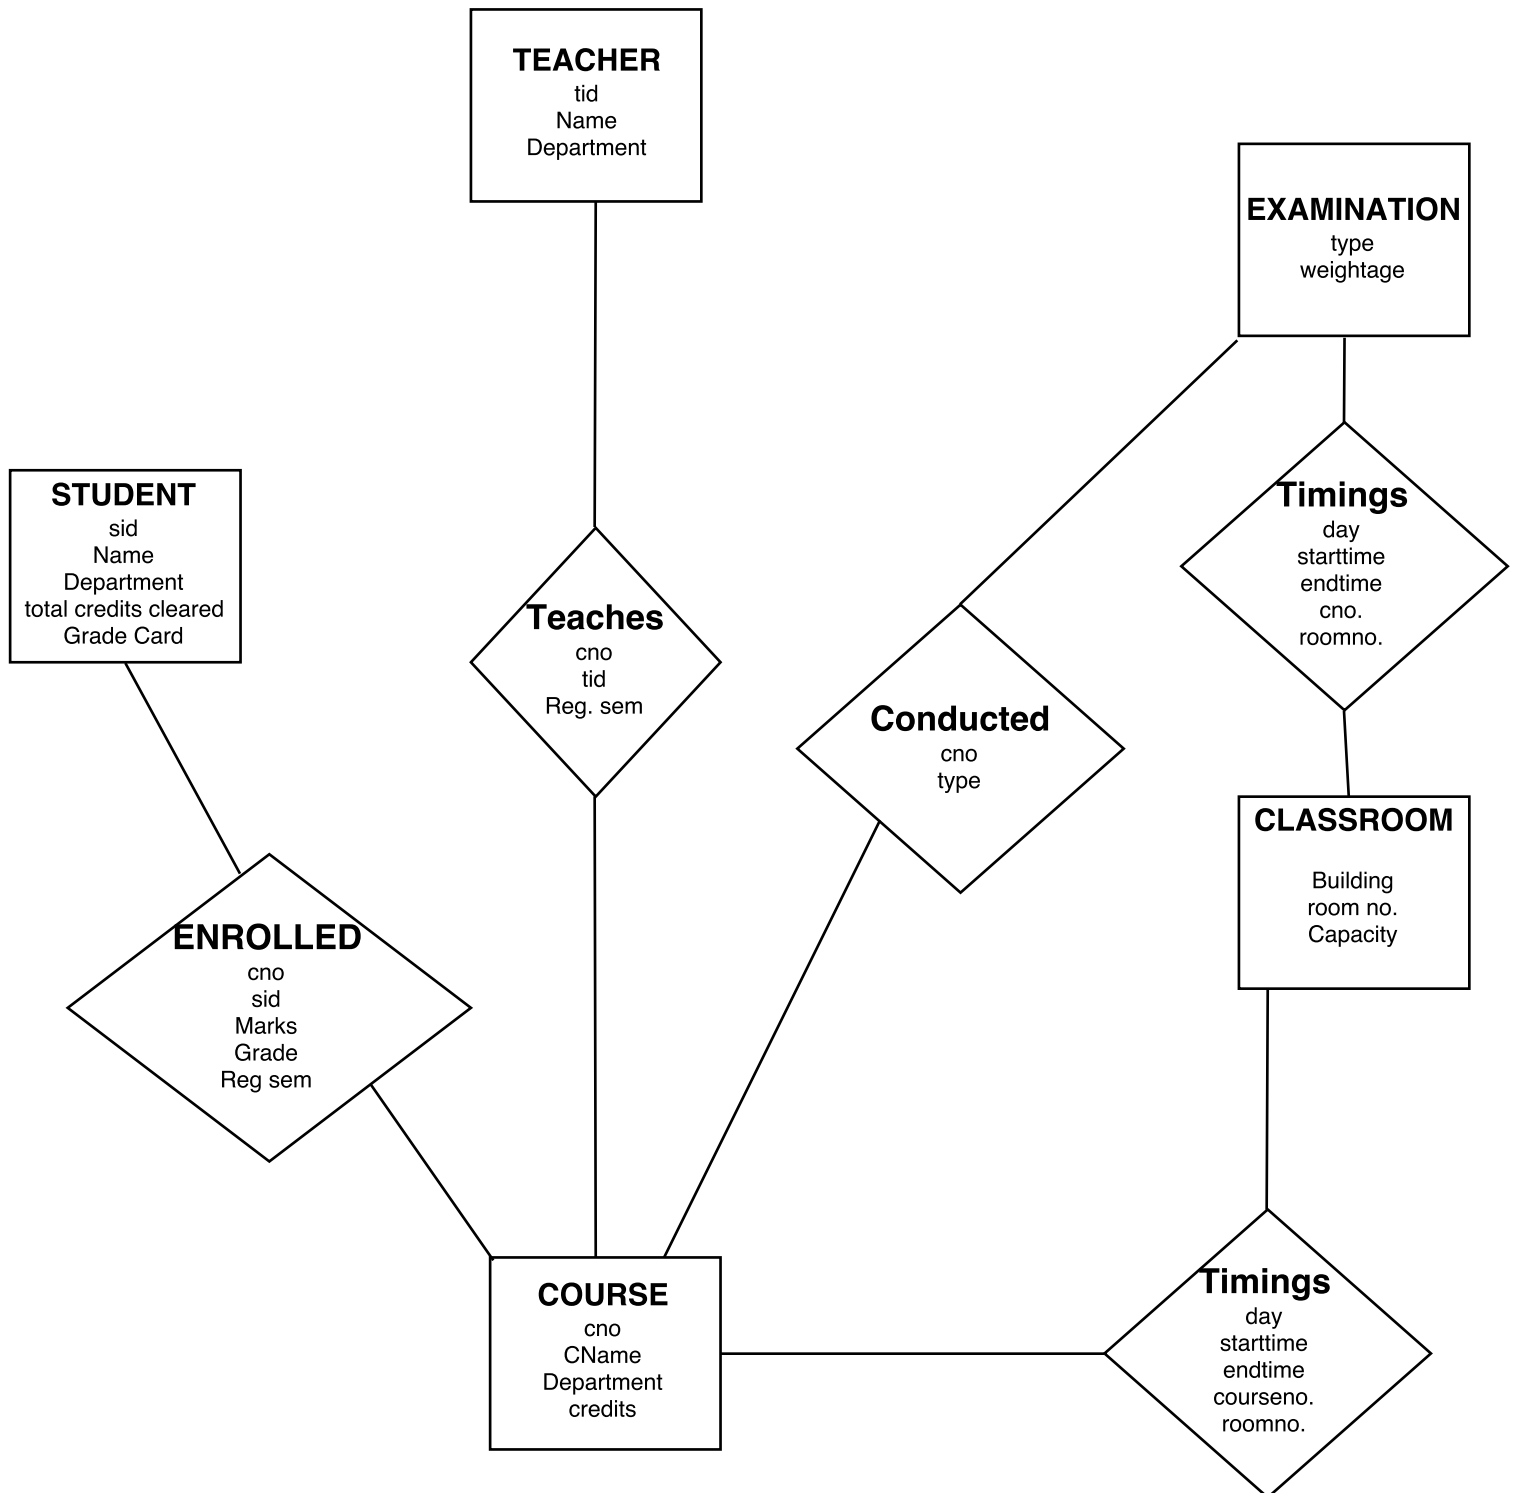 TEACHER
tid
Name
Department
EXAMINATION
type
weightage
STUDENT
sid
Name
Department
total credits cleared
Grade Card
Teaches
cno
tid
Reg. sem
Timings
day
starttime
endtime
cno.
roomno.
Conducted
cno
type
CLASSROOM
Building
room no.
Capacity
ENROLLED
cno
sid
Marks
Grade
Reg sem
COURSE
cno
CName
Department
credits
Timings
day
starttime
endtime
courseno.
roomno.